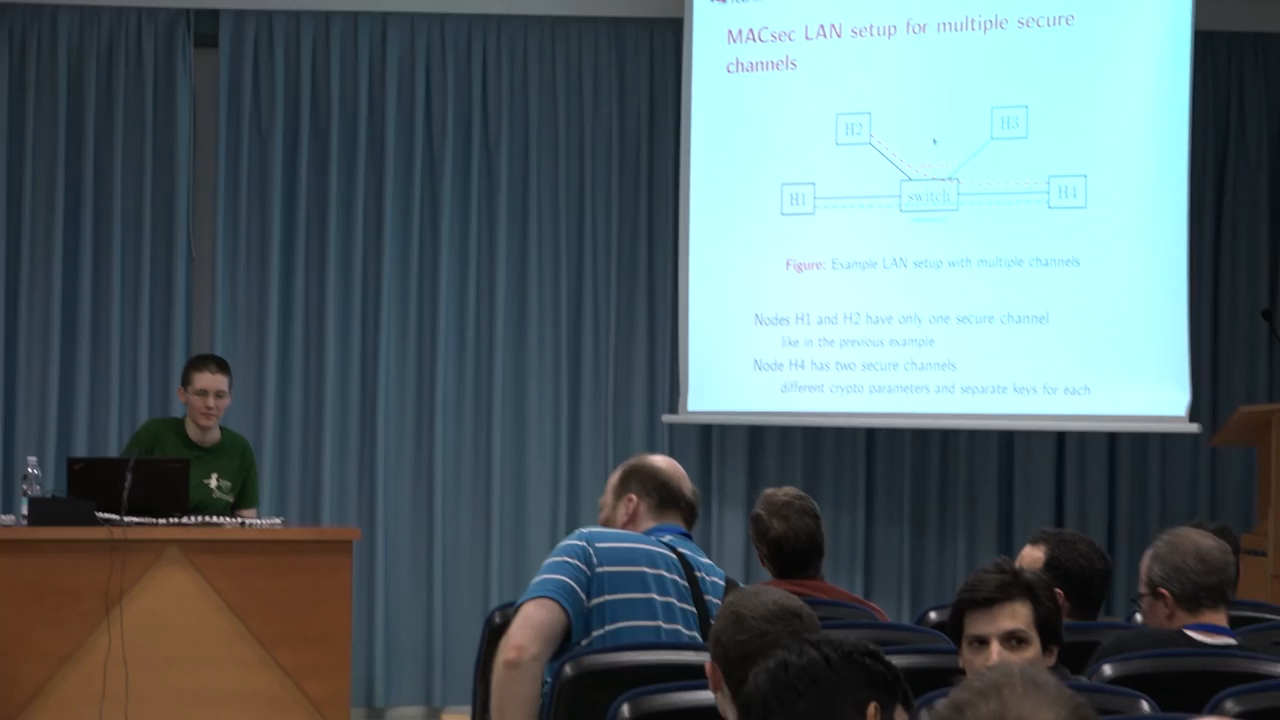 MACsec LAN setup for multiple secure
channels
H2
H3
H1
switch
H4
Figure: Example LAN setup with multiple channels
Nodes H1 and H2 have only one secure channel
like in the previous example
Node H4 has two secure channels
different crypto parameters and separate keys for each